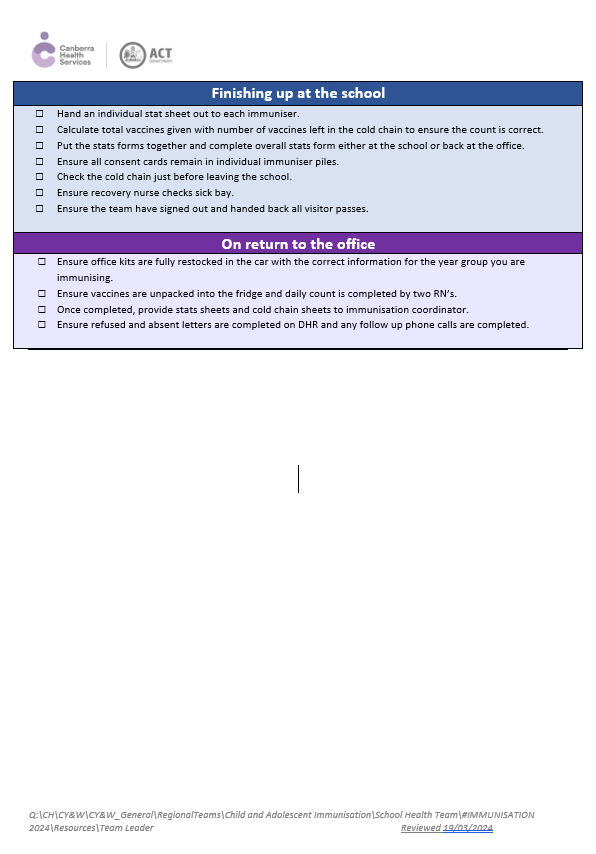 Canberra
Health
Services
ACT
Government
Finishing up at the school
☐ Hand an individual stat sheet out to each immuniser.
☐ Calculate total vaccines given with number of vaccines left in the cold chain to ensure the count is correct.
☐ Put the stats forms together and complete overall stats form either at the school or back at the office.
☐ Ensure all consent cards remain in individual immuniser piles.
☐ Check the cold chain just before leaving the school.
☐ Ensure recovery nurse checks sick bay.
☐ Ensure the team have signed out and handed back all visitor passes.
On return to the office
☐ Ensure office kits are fully restocked in the car with the correct information for the year group you are
immunising.
☐ Ensure vaccines are unpacked into the fridge and daily count is completed by two RN’s.
☐ Once completed, provide stats sheets and cold chain sheets to immunisation coordinator.
☐ Ensure refused and absent letters are completed on DHR and any follow up phone calls are completed.
Q:\CH\CY&W\CY&W_General\RegionalTeams\Child and Adolescent Immunisation\School Health Team\#IMMUNISATION
2024\Resources\Team Leader Reviewed 19/03/2024